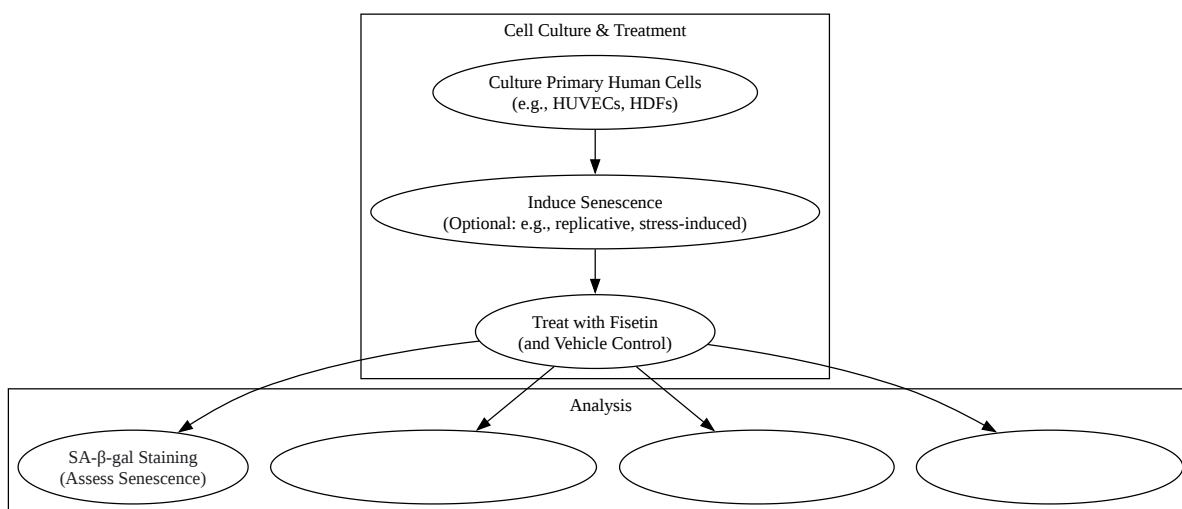 Cell Culture & Treatment
Culture Primary Human Cells
(e.g., HUVECs, HDFs)
Induce Senescence
(Optional: e.g., replicative, stress-induced)
Treat with Fisetin
(and Vehicle Control)
Analysis
SA-β-gal Staining
(Assess Senescence)